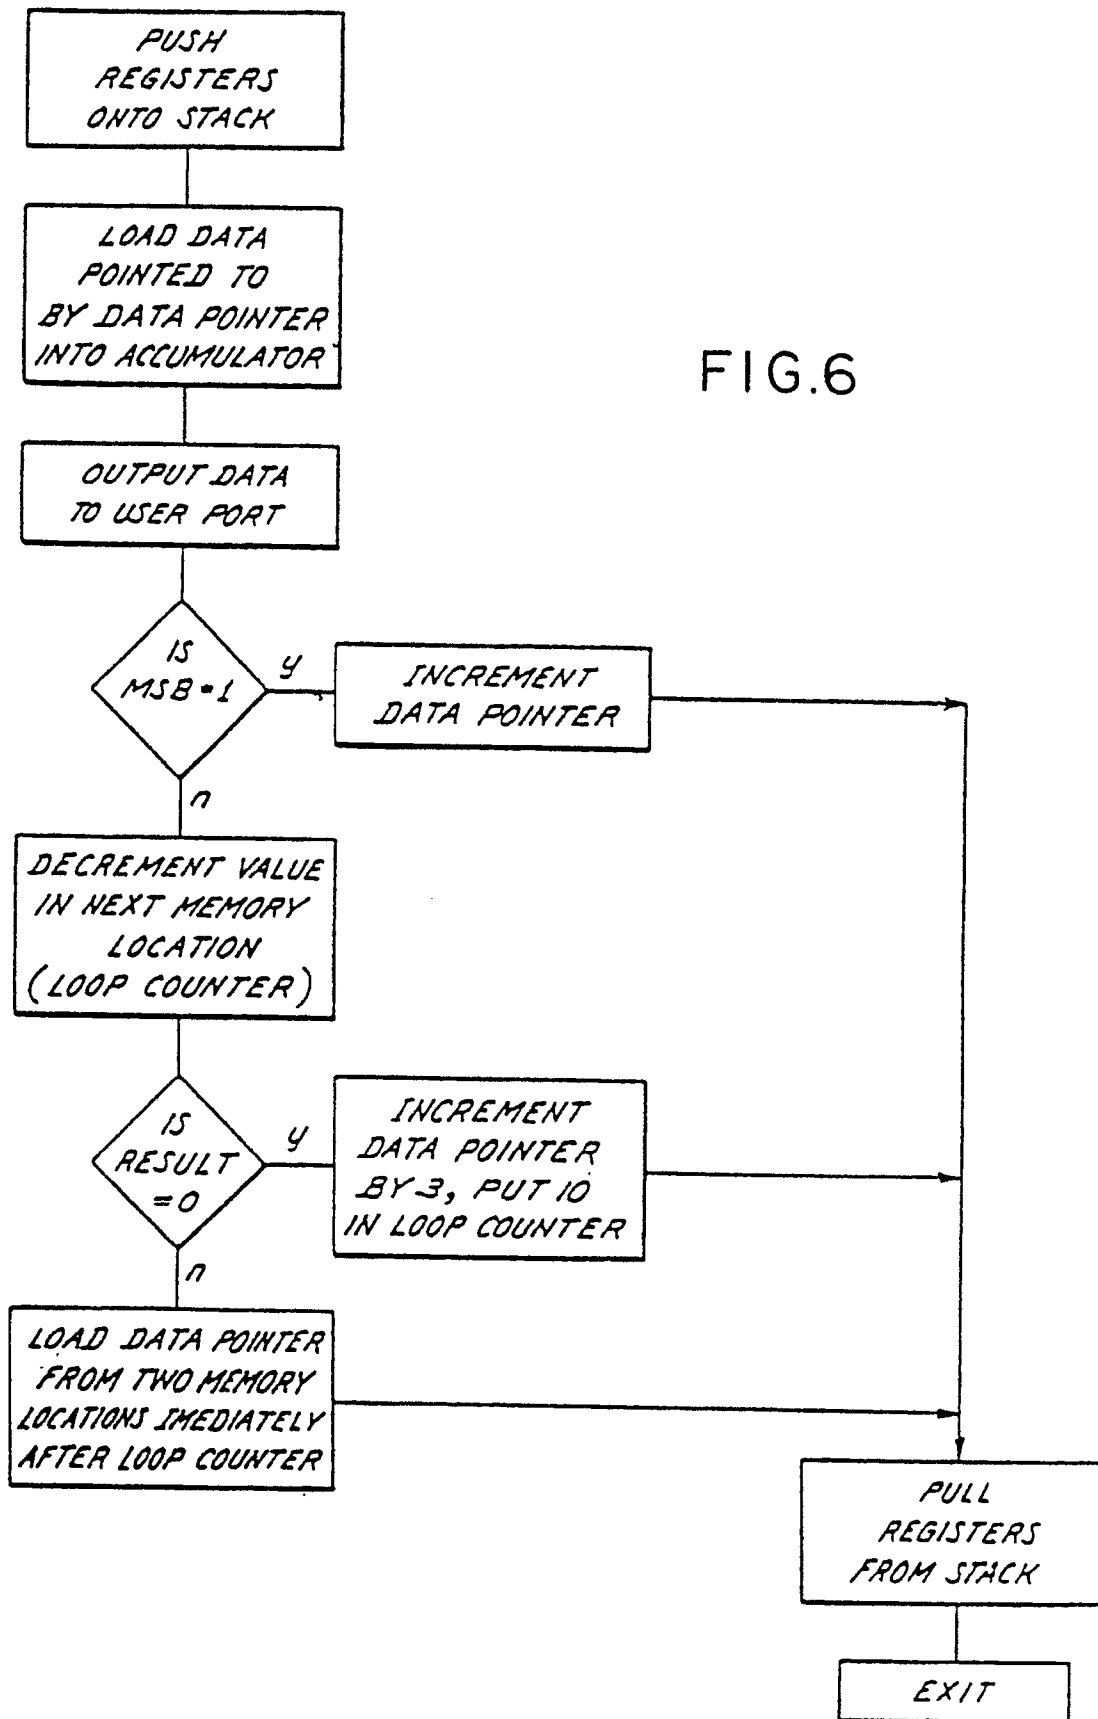 PUSH
REGISTERS
ONTO STACK
LOAD DATA
POINTED TO
BY DATA POINTER
INTO ACCUMULATOR
FIG.6
OUTPUT DATA
TO USER PORT
IS
MSB=1
y
INCREMENT
DATA POINTER
n
DECREMENT VALUE
IN NEXT MEMORY
LOCATION
(LOOP COUNTER)
IS
RESULT
=0
y
INCREMENT
DATA POINTER
BY 3, PUT 10
IN LOOP COUNTER
n
LOAD DATA POINTER
FROM TWO MEMORY
LOCATIONS IMEDIATELY
AFTER LOOP COUNTER
PULL
REGISTERS
FROM STACK
EXIT